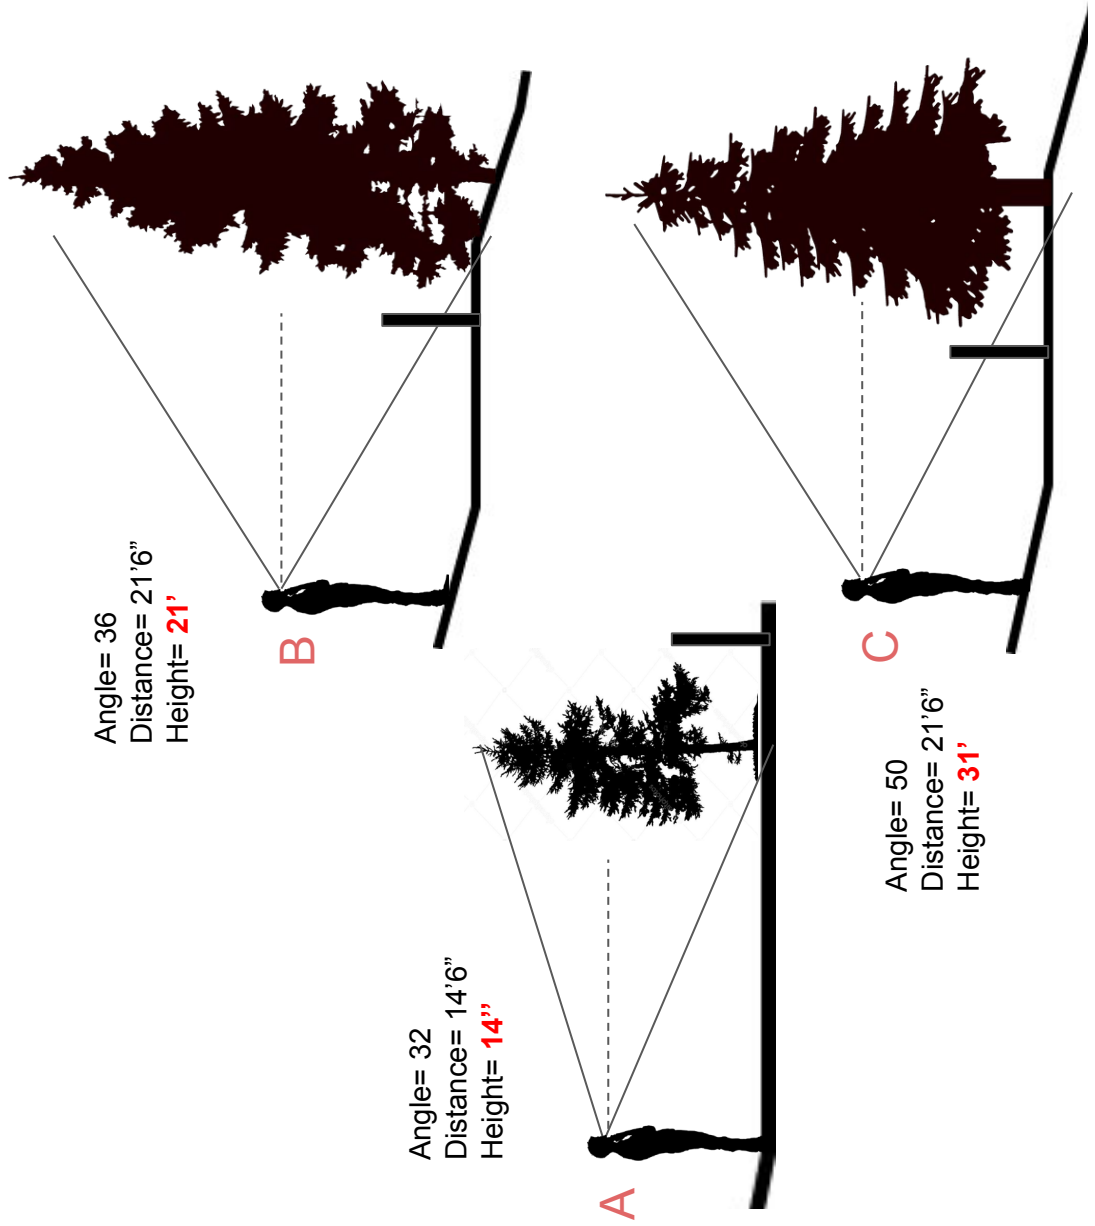 Angle= 36
Distance= 21’6”
Height= 21’
B
Angle= 32
Distance= 14’6”
Height= 14”
A
Angle= 50
Distance= 21’6”
Height= 31’
C